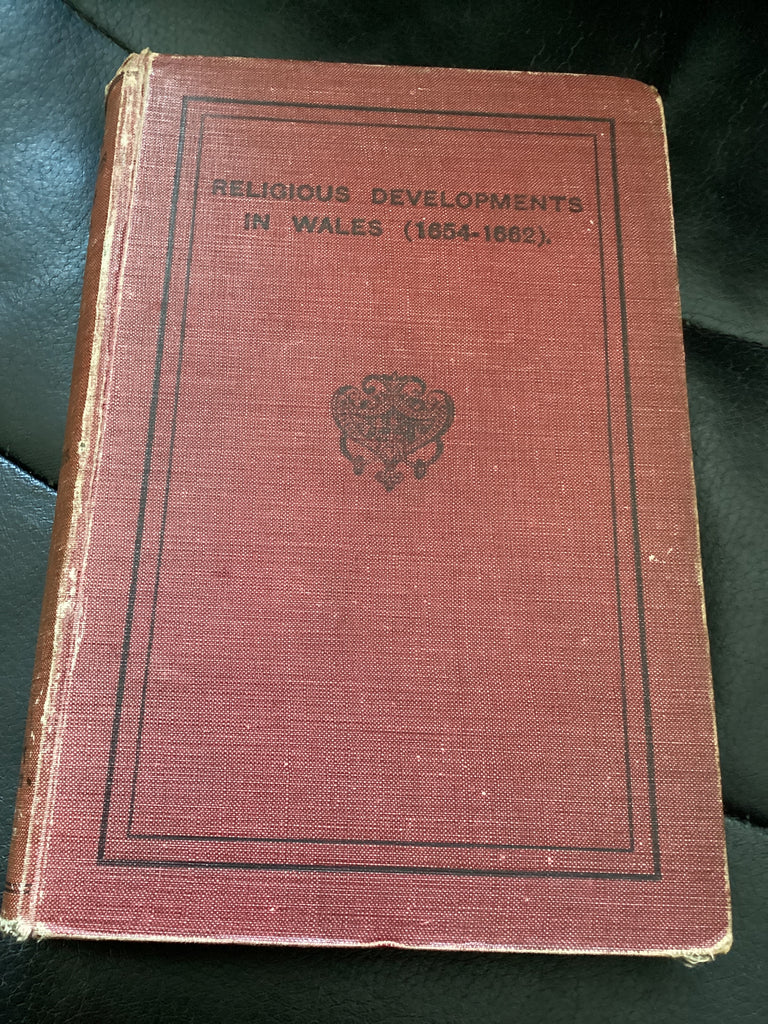 RELIGIOUS DEVELOPMENTS
IN WALES (1654-1662).